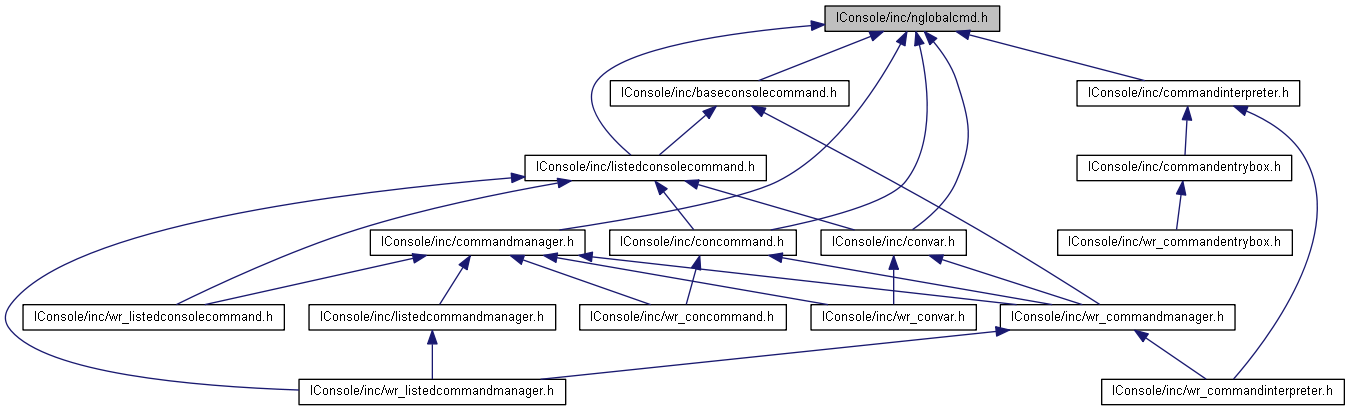 IConsole/inc/nglobalcmd.h
IConsole/inc/baseconsolecommand.h
IConsole/inc/commandinterpreter.h
IConsole/inc/listedconsolecommand.h
IConsole/inc/commandentrybox.h
IConsole/inc/commandmanager.h
IConsole/inc/concommand.h
IConsole/inc/convar.h
IConsole/inc/wr_commandentrybox.h
IConsole/inc/wr_listedconsolecommand.h
IConsole/inc/listedcommandmanager.h
IConsole/inc/wr_concommand.h
IConsole/inc/wr_convar.h
IConsole/inc/wr_commandmanager.h
IConsole/inc/wr_listedcommandmanager.h
IConsole/inc/wr_commandinterpreter.h